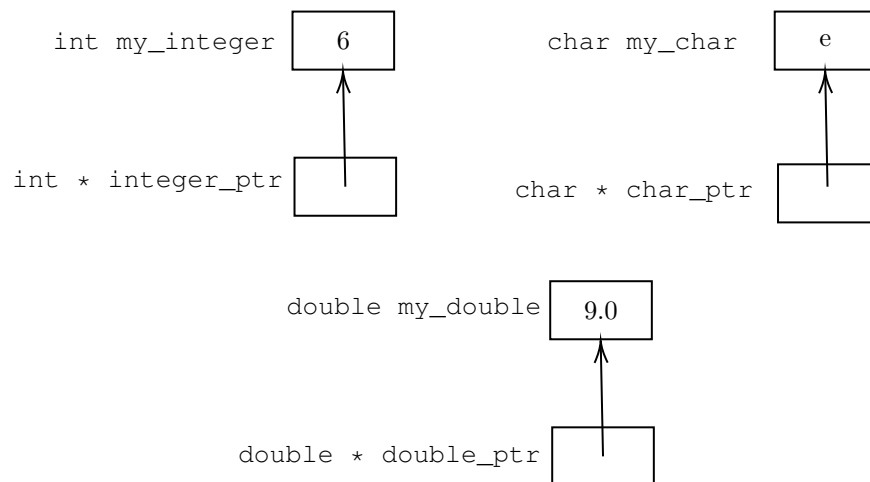 int my_integer 6
char my_char e
int * integer_ptr
char * char_ptr
double my_double 9.0
double * double_ptr